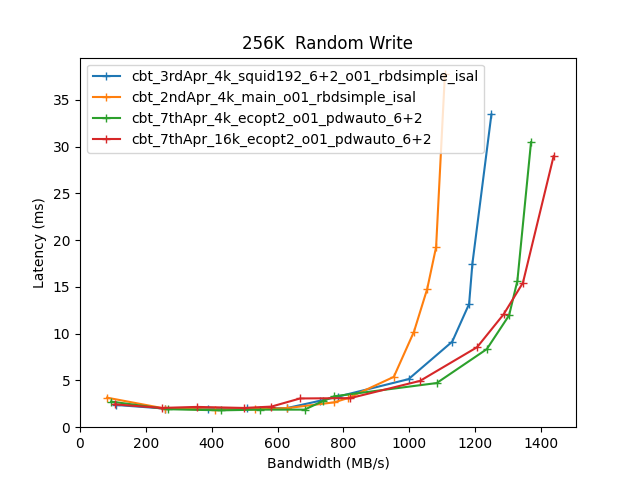 256K  Random Write
cbt_3rdApr_4k_squid192_6+2_o01_rbdsimple_isal
cbt_2ndApr_4k_main_o01_rbdsimple_isal
cbt_7thApr_4k_ecopt2_o01_pdwauto_6+2
cbt_7thApr_16k_ecopt2_o01_pdwauto_6+2
Latency (ms)
35
30
25
20
15
10
5
0
0 200 400 600 800 1000 1200 1400
Bandwidth (MB/s)